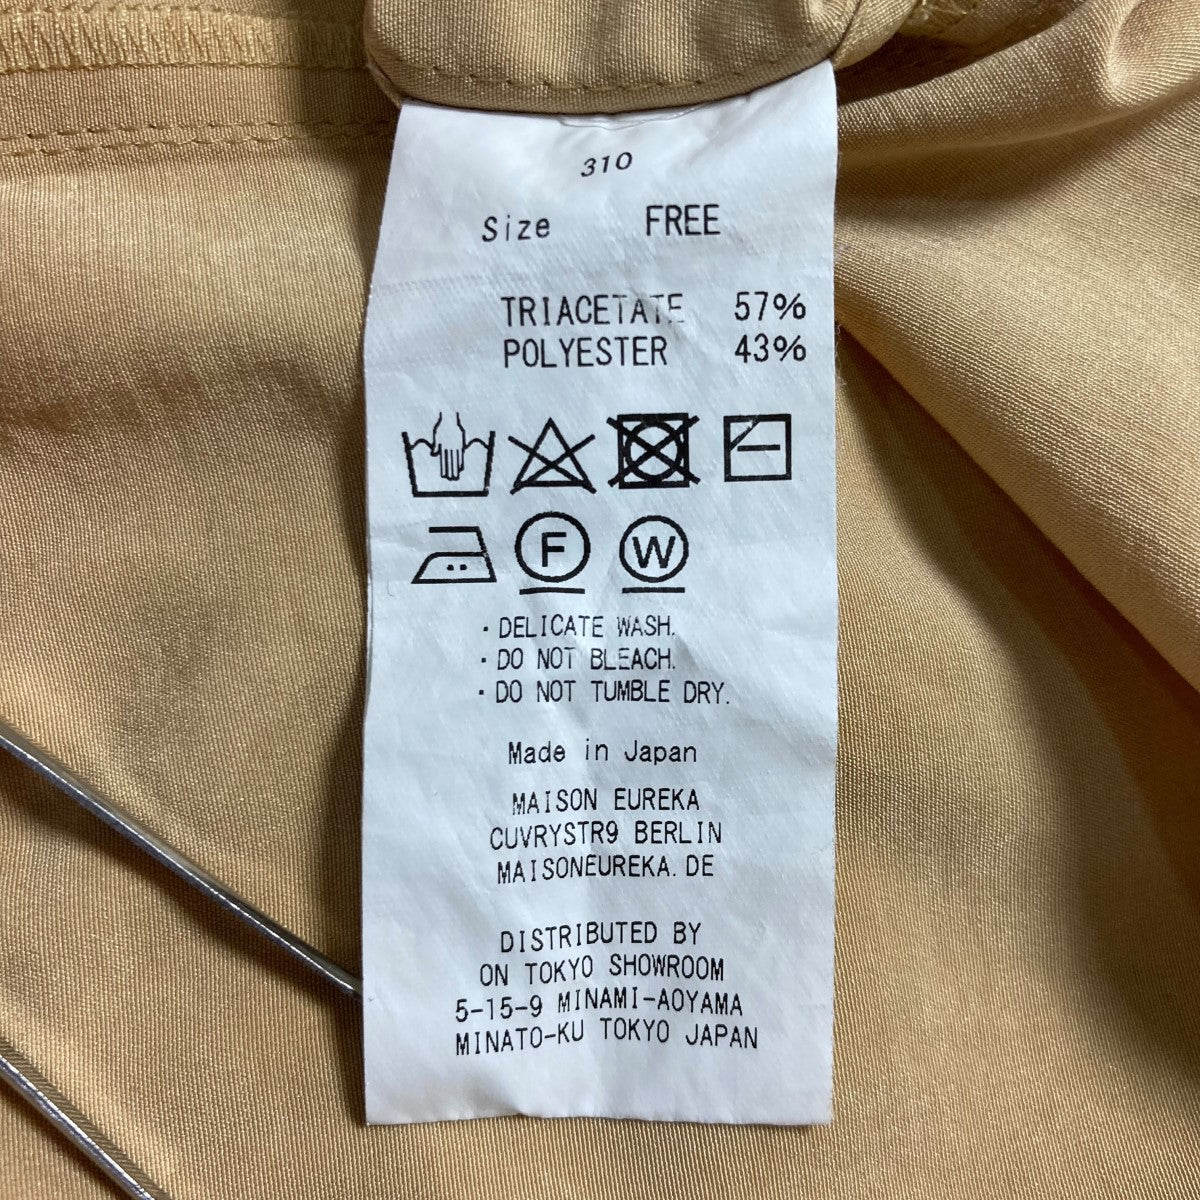 310
Size FREE
TRIACETATE 57%
POLYESTER 43%
F W
・DELICATE WASH.
・DO NOT BLEACH.
・DO NOT TUMBLE DRY.
Made in Japan
MAISON EUREKA
CUVRYSTR9 BERLIN
MAISONEUREKA.DE
DISTRIBUTED BY
ON TOKYO SHOWROOM
5-15-9 MINAMI-AOYAMA
MINATO-KU TOKYO JAPAN